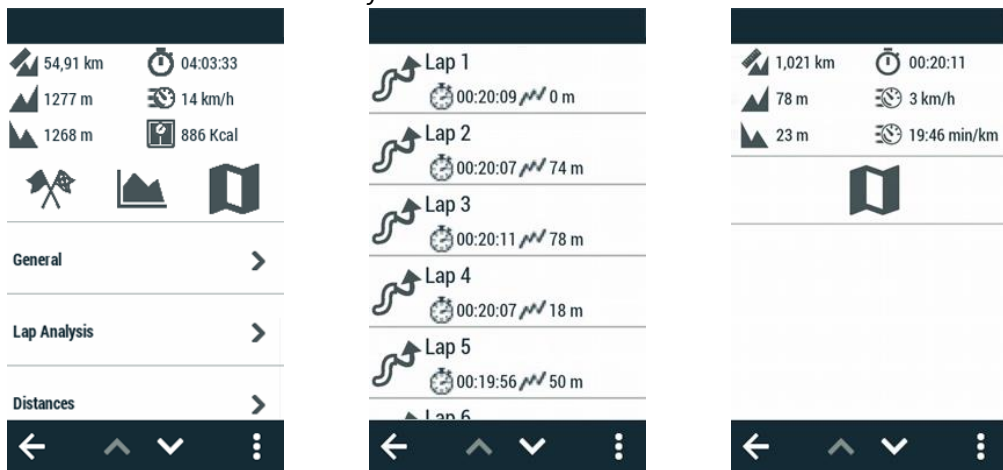 54,91 km 04:03:33
1277 m 14 km/h
1268 m 886 Kcal
General
Lap Analysis
Distances
Lap 1
00:20:09 0 m
Lap 2
00:20:07 74 m
Lap 3
00:20:11 78 m
Lap 4
00:20:07 18 m
Lap 5
00:19:56 50 m
Lap 6
1,021 km 00:20:11
78 m 3 km/h
23 m 19:46 min/km